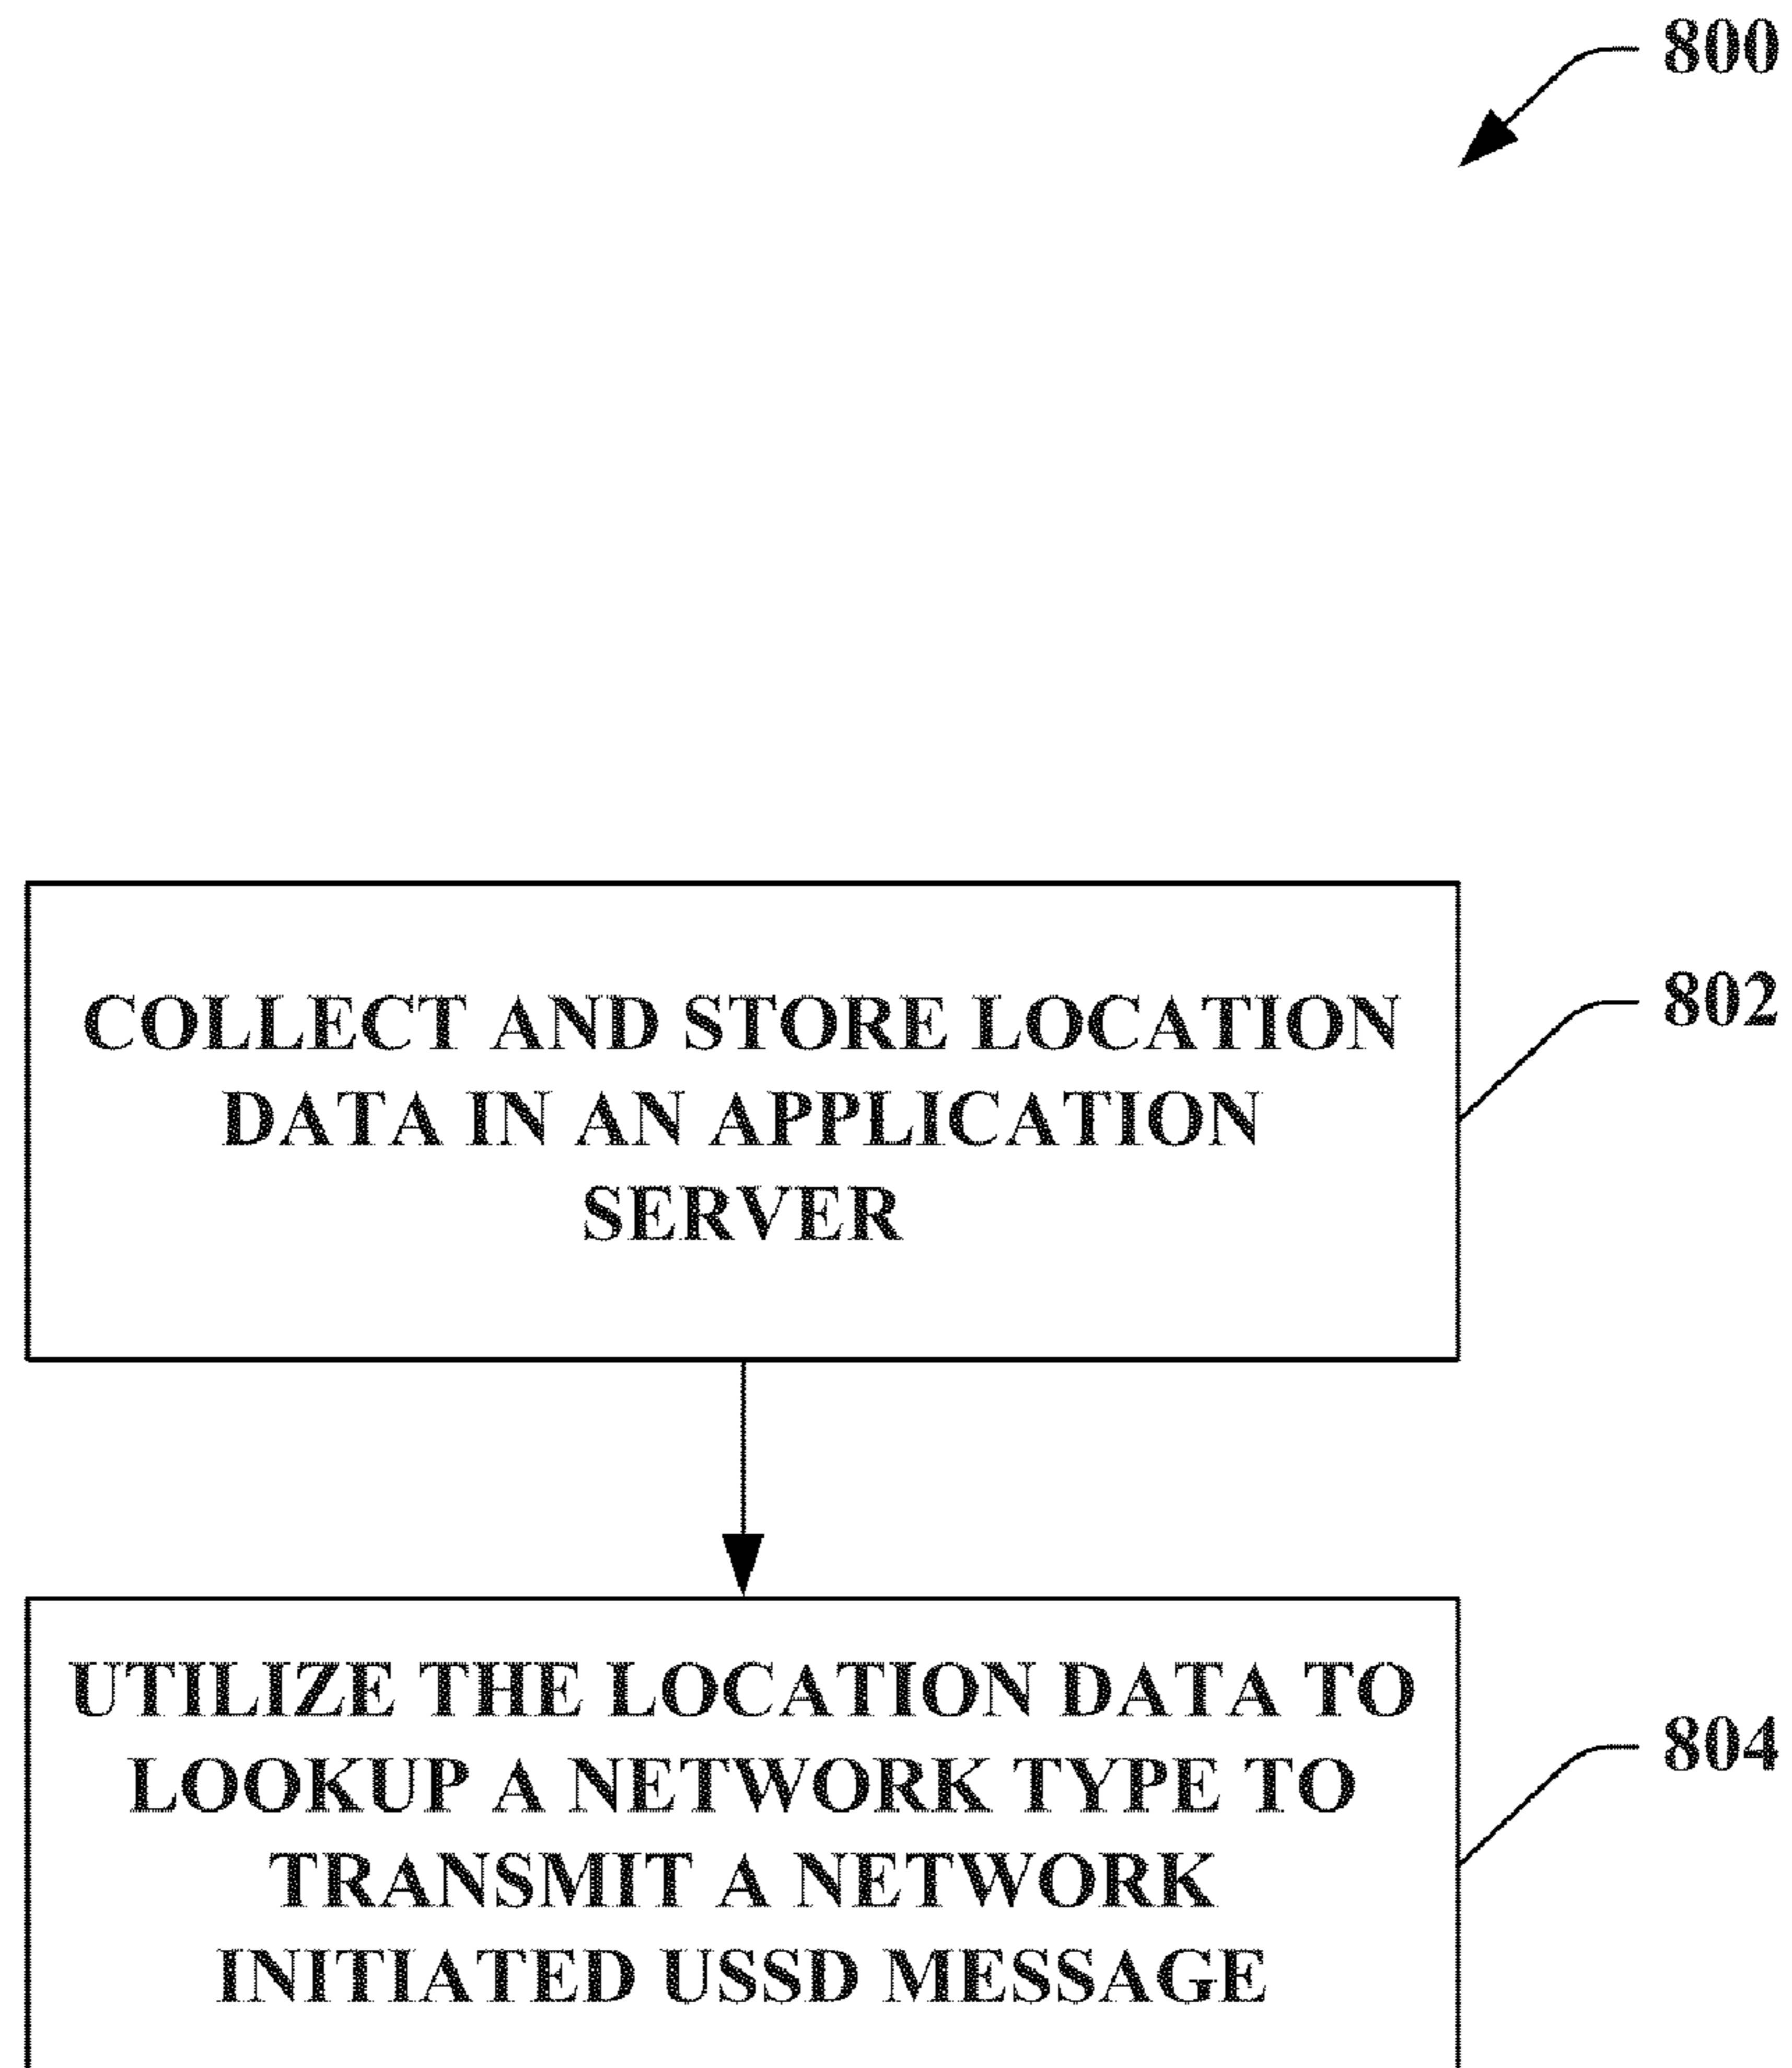 800
COLLECT AND STORE LOCATION
DATA IN AN APPLICATION
SERVER
802
UTILIZE THE LOCATION DATA TO
LOOKUP A NETWORK TYPE TO
TRANSMIT A NETWORK
INITIATED USSD MESSAGE
804